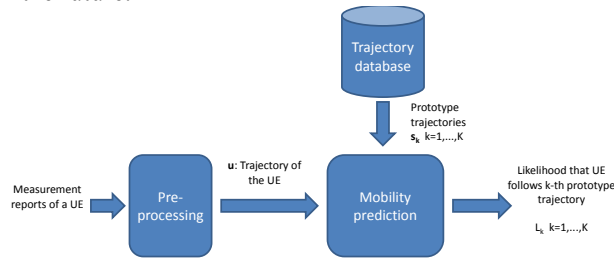 Trajectory
database
Prototype
trajectories
s_k k=1,...,K
u: Trajectory of
the UE
Measurement
reports of a UE
Pre-
processing
Mobility
prediction
Likelihood that UE
follows k-th prototype
trajectory
L_k k=1,...,K